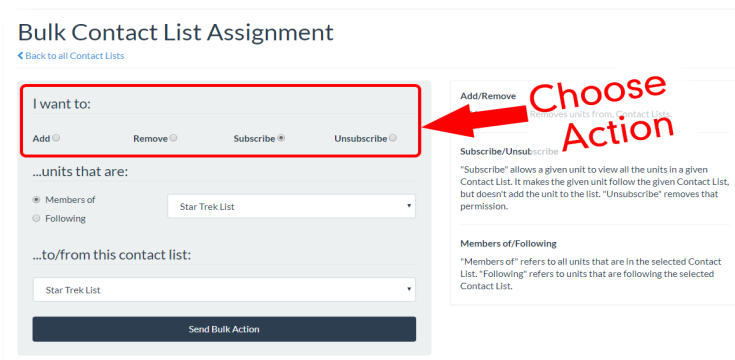 Bulk Contact List Assignment
Back to all Contact Lists
I want to:
Add Remove Subscribe Unsubscribe
...units that are:
Members of
Following
Star Trek List
...to/from this contact list:
Star Trek List
Send Bulk Action
Choose
Action
Add/Remove
Removes units from, Contact Lists.
Subscribe/Unsubscribe
"Subscribe" allows a given unit to view all the units in a given
Contact List. It makes the given unit follow the given Contact List,
but doesn't add the unit to the list. "Unsubscribe" removes that
permission.
Members of/Following
"Members of" refers to all units that are in the selected Contact
List. "Following" refers to units that are following the selected
Contact List.